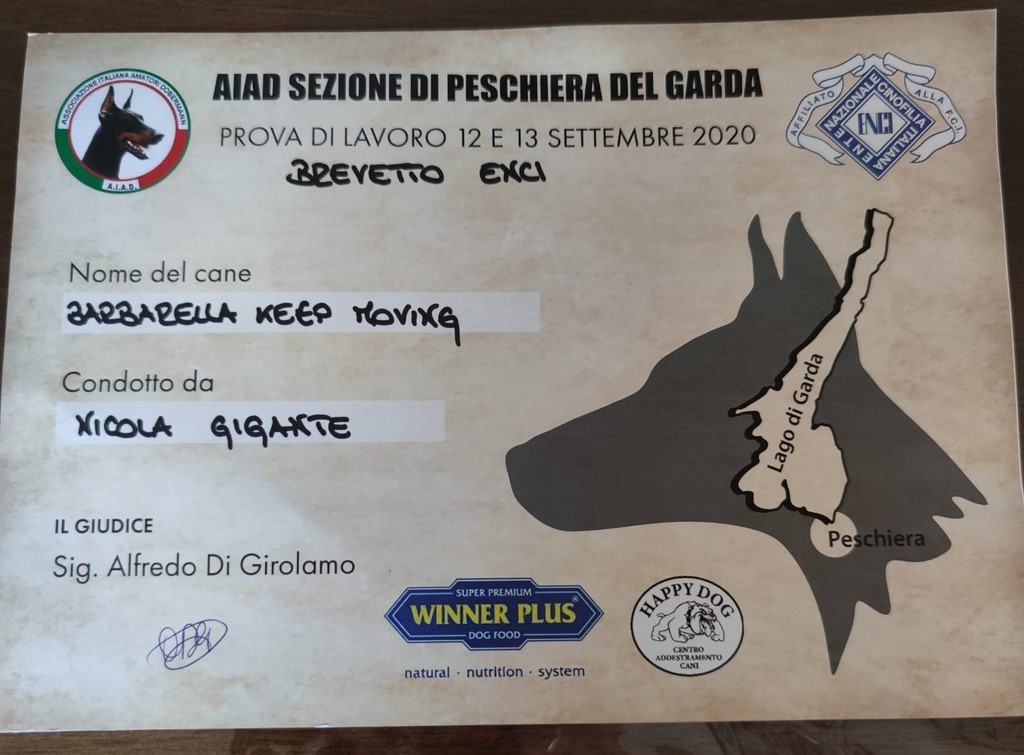 AIAD SEZIONE DI PESCHIERA DEL GARDA
PROVA DI LAVORO 12 E 13 SETTEMBRE 2020
BREVETTO ENCI
ASSOCIAZIONE ITALIANA AMATORI DOBERMANN
A.I.A.D.
AFFILIATO ALLA F.C.I.
ENTE NAZIONALE CINOFILIA ITALIANA
ENCI
Nome del cane
BARBARELLA KEEP MOVING
Condotto da
NICOLA GIGANTE
Lago di Garda
Peschiera
IL GIUDICE
Sig. Alfredo Di Girolamo
SUPER PREMIUM
WINNER PLUS®
DOG FOOD
natural · nutrition · system
HAPPY DOG
CENTRO
ADDESTRAMENTO
CANI